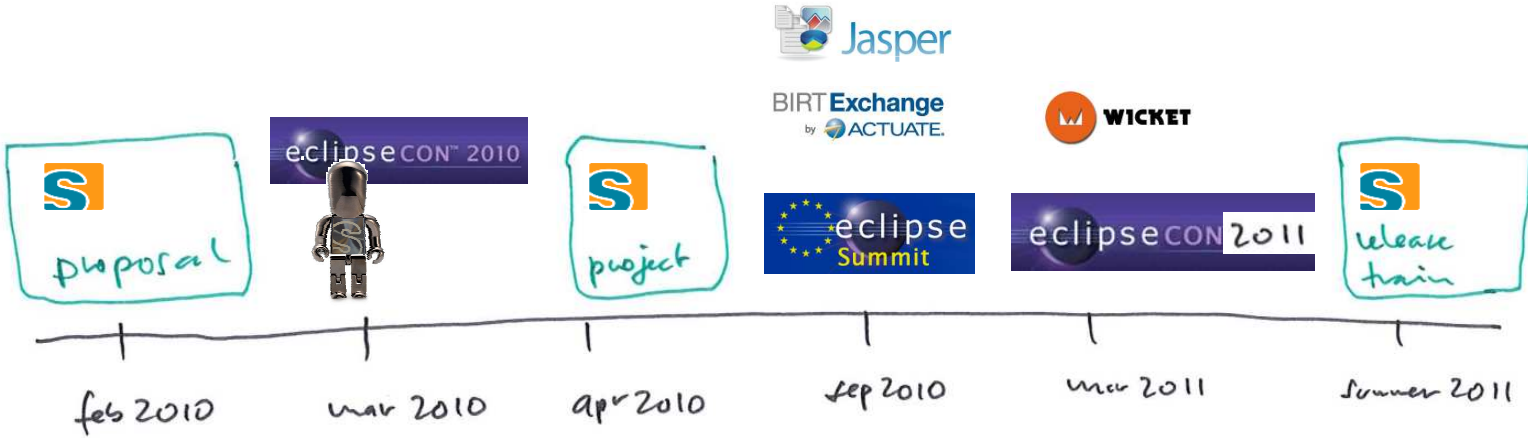 Jasper
BIRT Exchange
by ACTUATE.
WICKET
eclipseCON™ 2010
S
S
S
proposal
project
eclipse
Summit
eclipseCON 2011
release
train
feb 2010
mar 2010
apr 2010
sep 2010
mar 2011
summer 2011